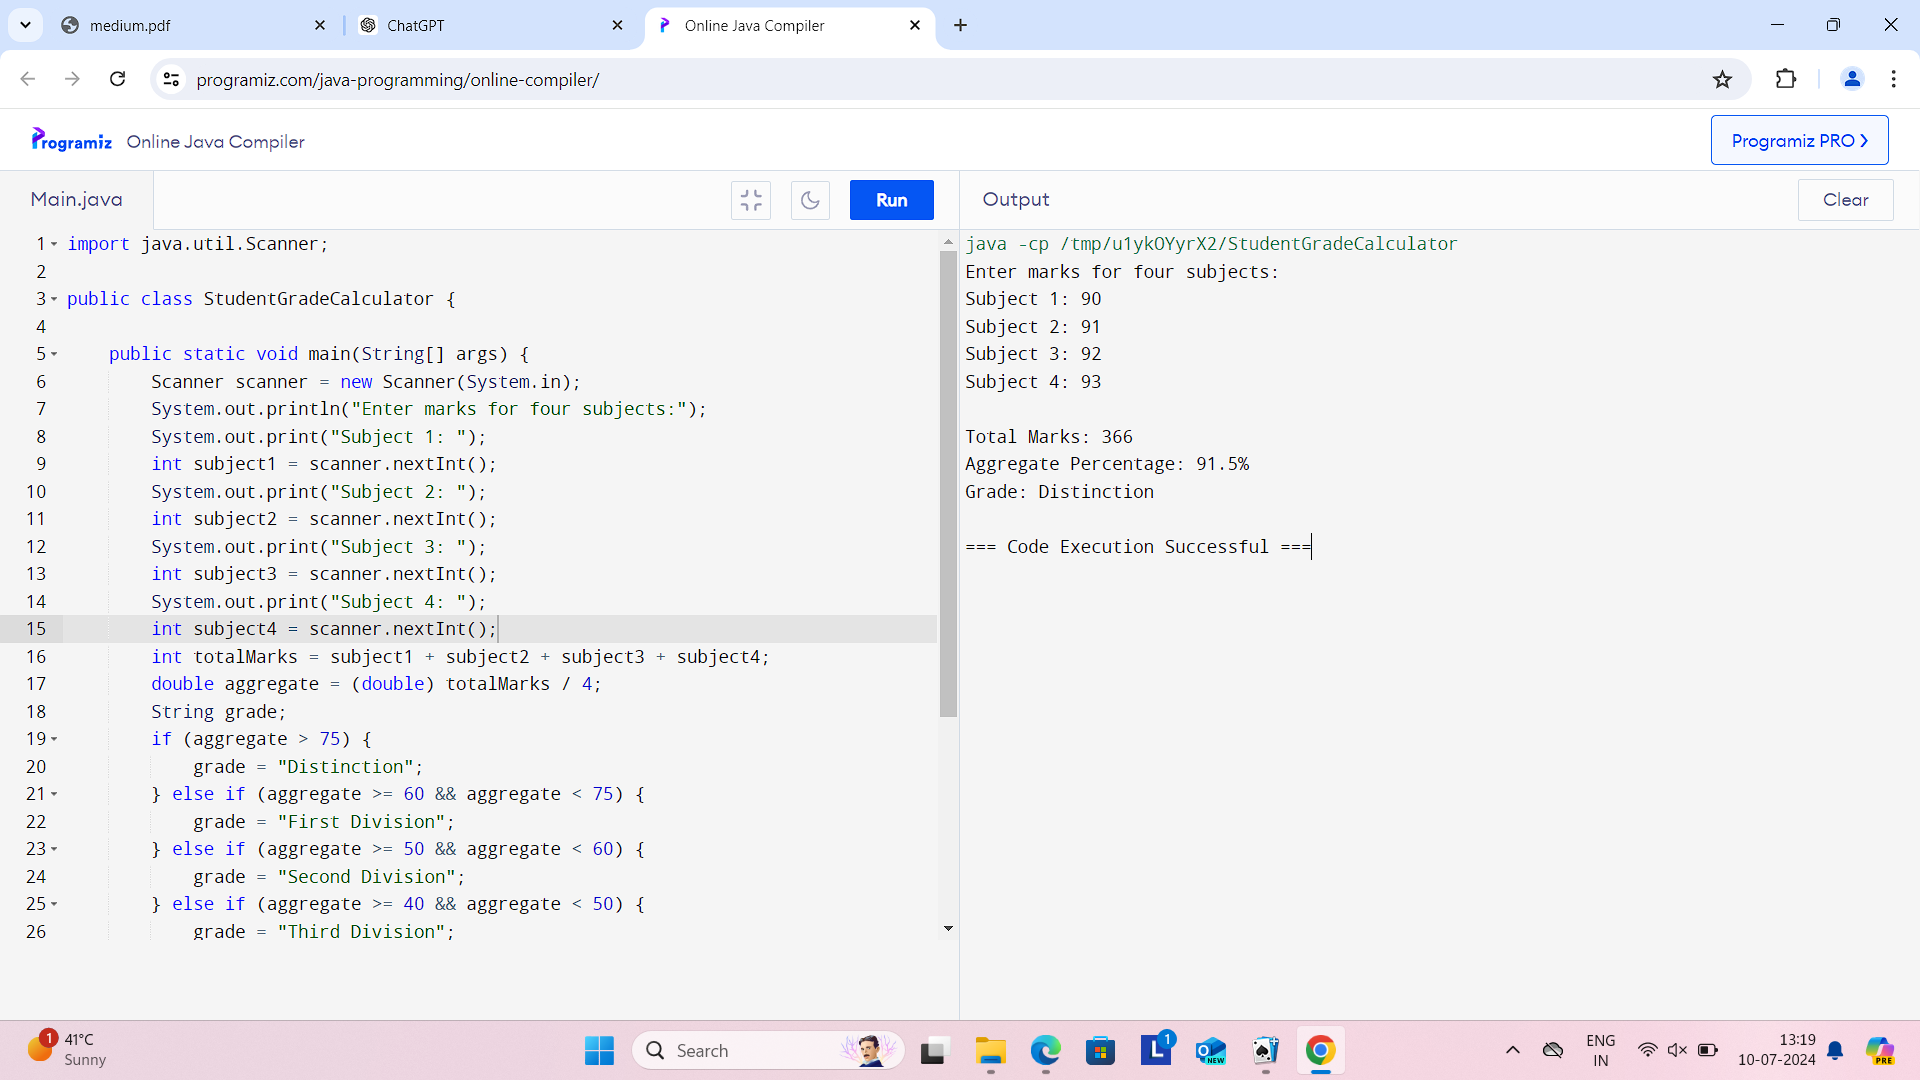 medium.pdf
ChatGPT
Online Java Compiler
programiz.com/java-programming/online-compiler/
Programiz Online Java Compiler
Programiz PRO
Main.java
Run
Output
Clear
1 import java.util.Scanner;
2
3 public class StudentGradeCalculator {
4
5 public static void main(String[] args) {
6 Scanner scanner = new Scanner(System.in);
7 System.out.println("Enter marks for four subjects:");
8 System.out.print("Subject 1: ");
9 int subject1 = scanner.nextInt();
10 System.out.print("Subject 2: ");
11 int subject2 = scanner.nextInt();
12 System.out.print("Subject 3: ");
13 int subject3 = scanner.nextInt();
14 System.out.print("Subject 4: ");
15 int subject4 = scanner.nextInt();
16 int totalMarks = subject1 + subject2 + subject3 + subject4;
17 double aggregate = (double) totalMarks / 4;
18 String grade;
19 if (aggregate > 75) {
20 grade = "Distinction";
21 } else if (aggregate >= 60 && aggregate < 75) {
22 grade = "First Division";
23 } else if (aggregate >= 50 && aggregate < 60) {
24 grade = "Second Division";
25 } else if (aggregate >= 40 && aggregate < 50) {
26 grade = "Third Division";
java -cp /tmp/u1ykOYyrX2/StudentGradeCalculator
Enter marks for four subjects:
Subject 1: 90
Subject 2: 91
Subject 3: 92
Subject 4: 93
Total Marks: 366
Aggregate Percentage: 91.5%
Grade: Distinction
=== Code Execution Successful ===
1
41°C
Sunny
Search
L
1
NEW
ENG
IN
13:19
10-07-2024
PRE